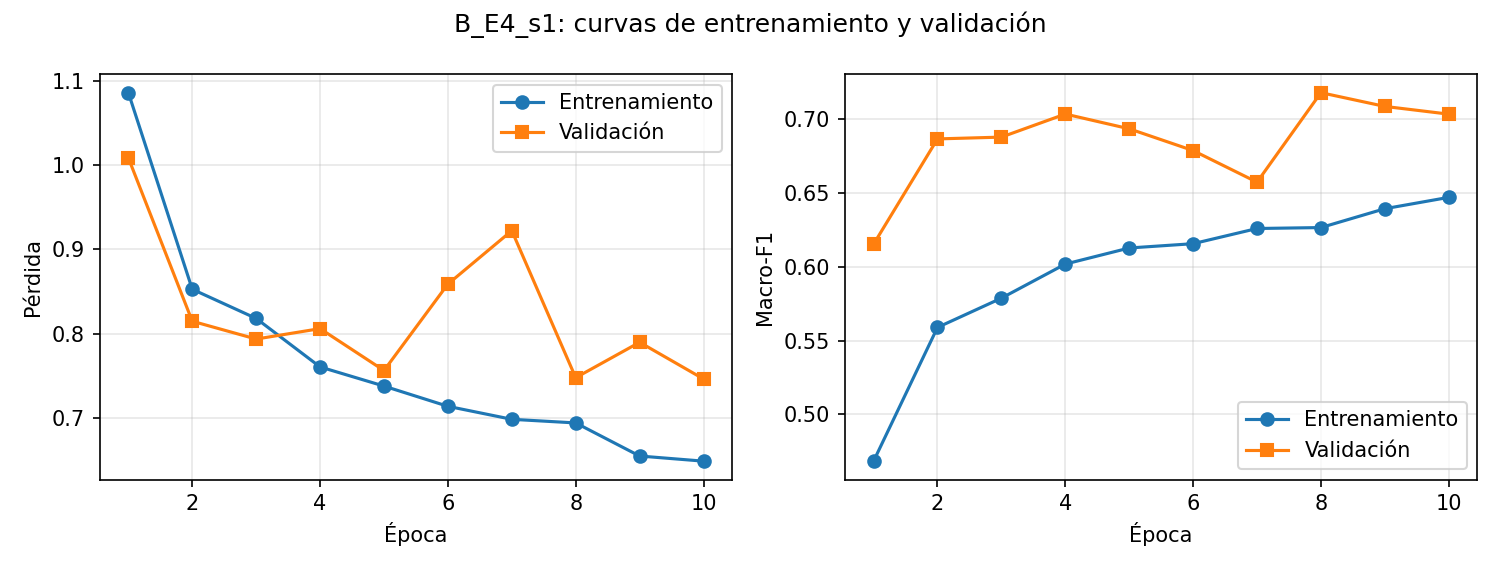 B_E4_s1: curvas de entrenamiento y validación
Pérdida
1.1
1.0
0.9
0.8
0.7
2 4 6 8 10
Época
Entrenamiento
Validación
Macro-F1
0.70
0.65
0.60
0.55
0.50
2 4 6 8 10
Época
Entrenamiento
Validación